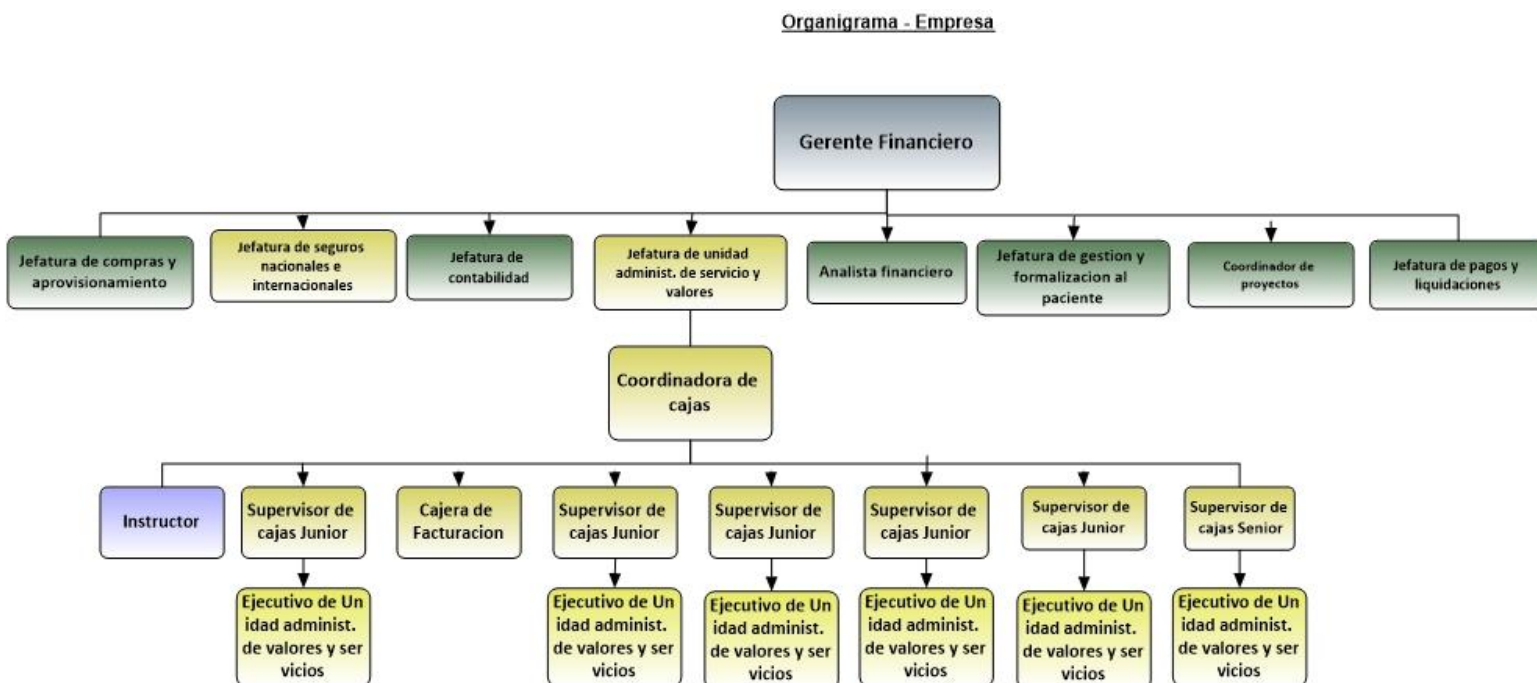 Organigrama - Empresa
Gerente Financiero
Jefatura de compras y
aprovisionamiento
Jefatura de seguros
nacionales e
internacionales
Jefatura de
contabilidad
Jefatura de unidad
administ. de servicio y
valores
Analista financiero
Jefatura de gestion y
formalizacion al
paciente
Coordinador de
proyectos
Jefatura de pagos y
liquidaciones
Coordinadora de
cajas
Instructor
Supervisor de
cajas Junior
Cajera de
Facturacion
Supervisor de
cajas Junior
Supervisor de
cajas Junior
Supervisor de
cajas Junior
Supervisor de
cajas Junior
Supervisor de
cajas Senior
Ejecutivo de Un
idad administ.
de valores y ser
vicios
Ejecutivo de Un
idad administ.
de valores y ser
vicios
Ejecutivo de Un
idad administ.
de valores y ser
vicios
Ejecutivo de Un
idad administ.
de valores y ser
vicios
Ejecutivo de Un
idad administ.
de valores y ser
vicios
Ejecutivo de Un
idad administ.
de valores y ser
vicios